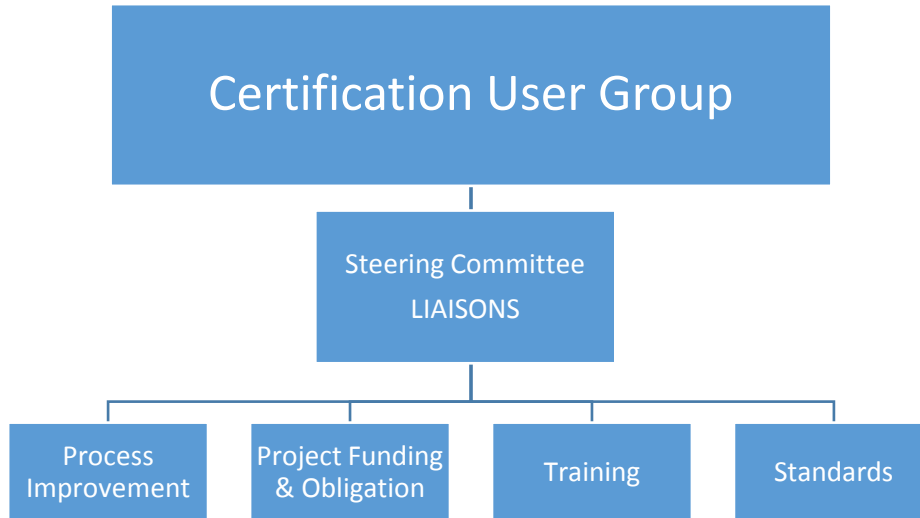 Certification User Group
Steering Committee
LIAISONS
Process
Improvement
Project Funding
& Obligation
Training
Standards